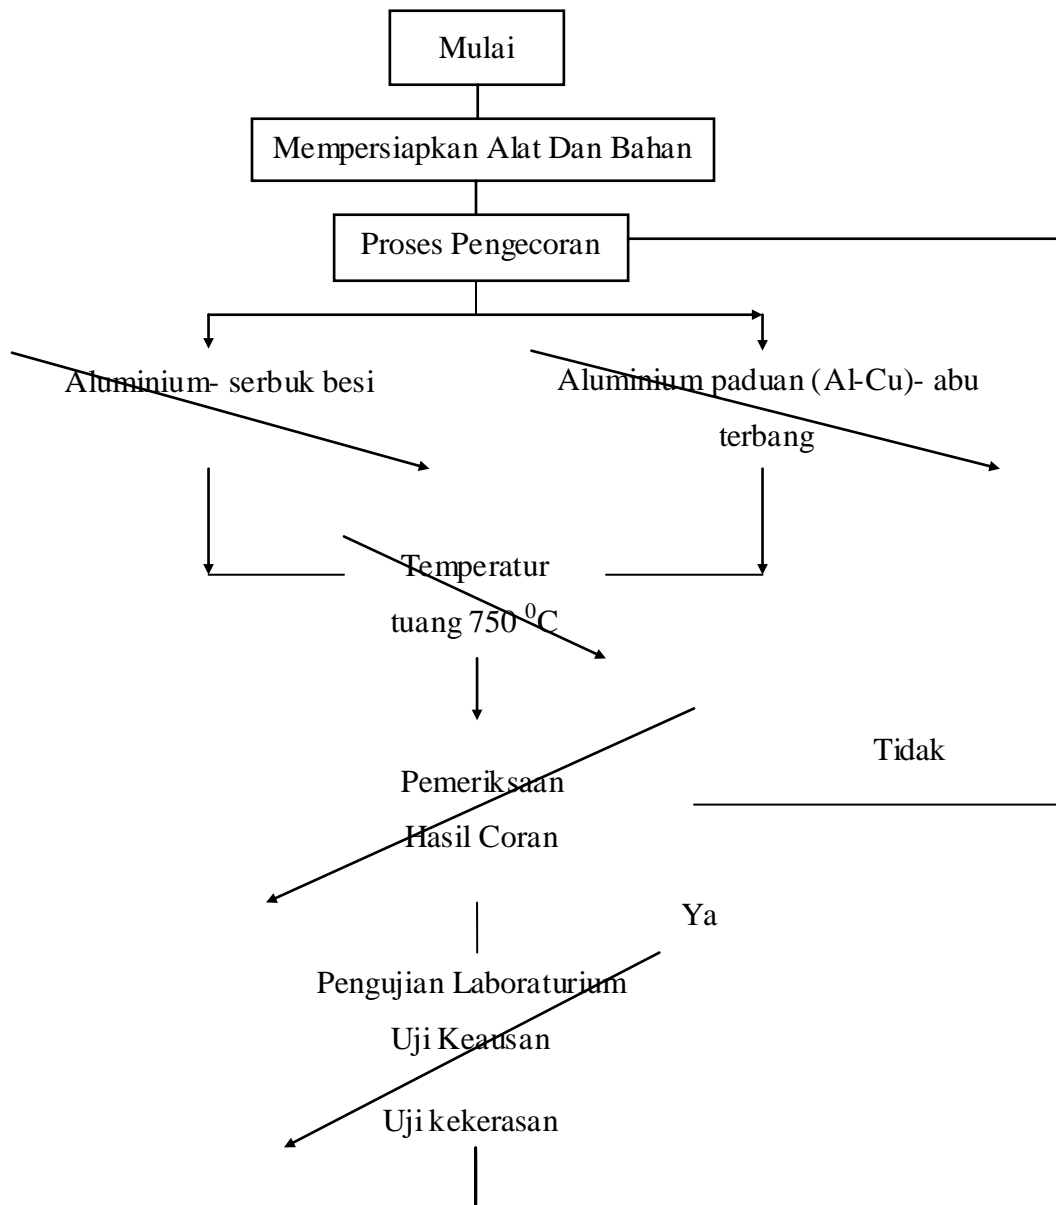 Mulai
Mempersiapkan Alat Dan Bahan
Proses Pengecoran
Aluminium- serbuk besi
Aluminium paduan (Al-Cu)- abu
terbang
Temperatur
tuang 750 ⁰C
Tidak
Pemeriksaan
Hasil Coran
Ya
Pengujian Laboraturium
Uji Keausan
Uji kekerasan